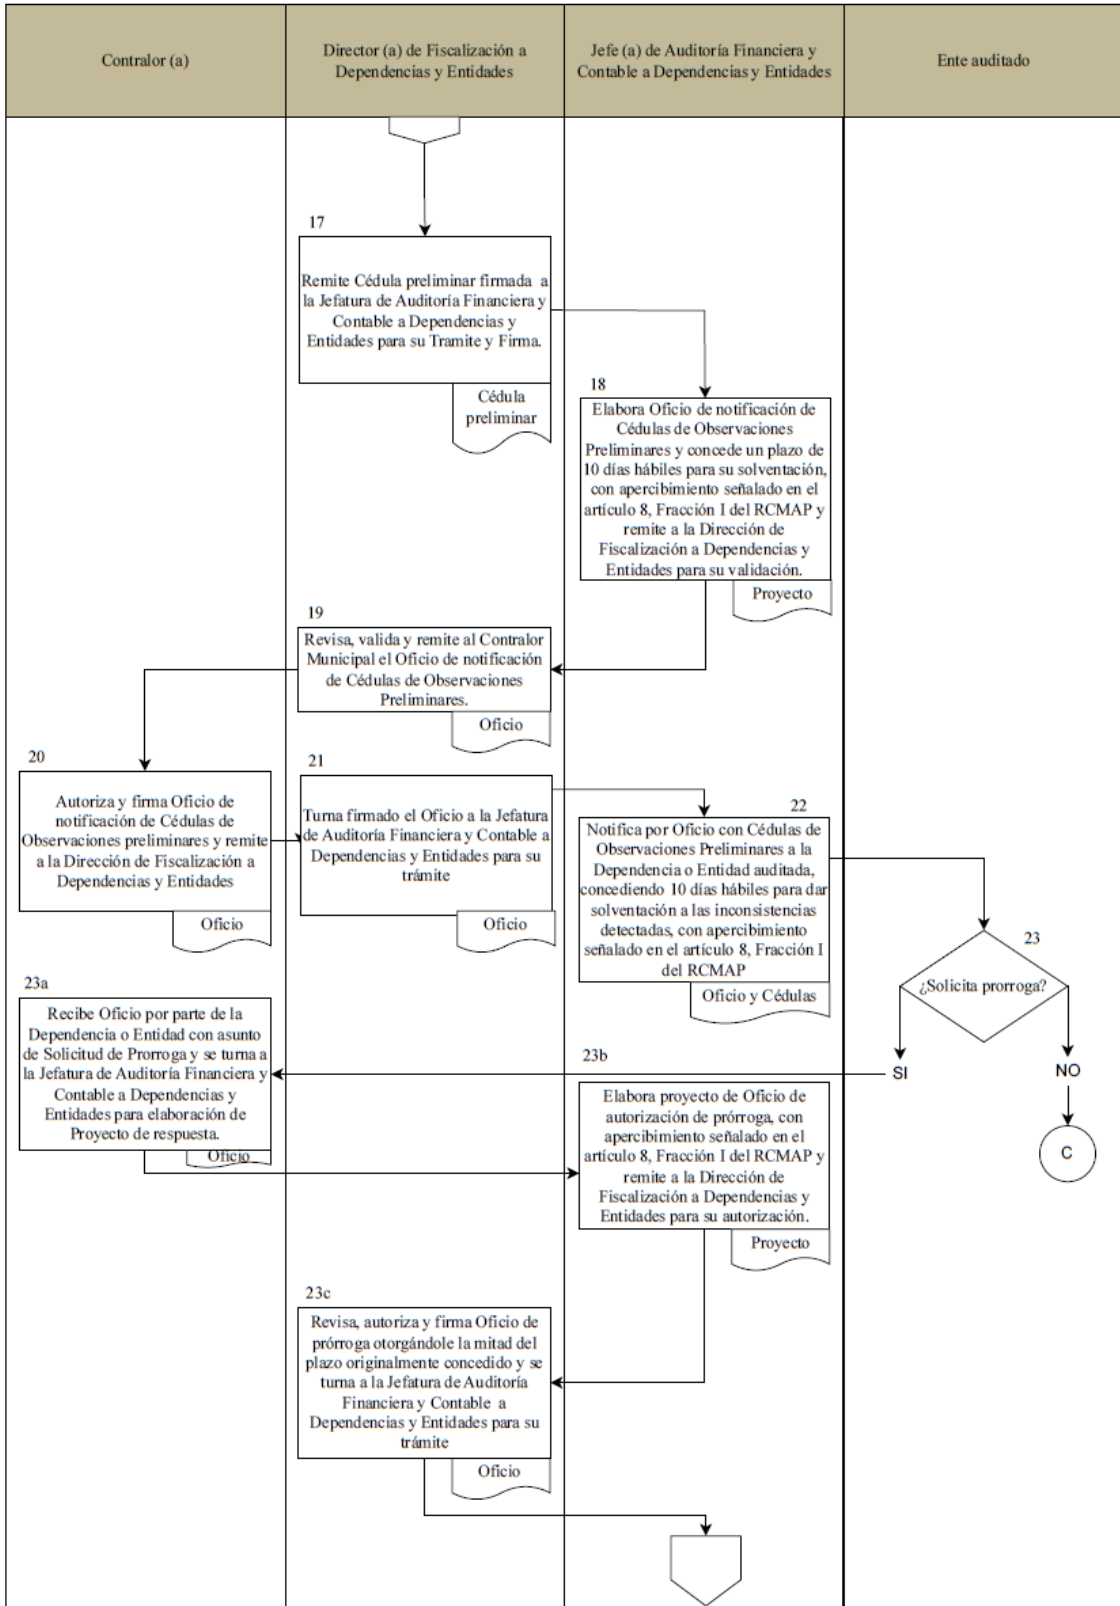 Contralor (a)
Director (a) de Fiscalización a
Dependencias y Entidades
Jefe (a) de Auditoría Financiera y
Contable a Dependencias y Entidades
Ente auditado
17
Remite Cédula preliminar firmada a
la Jefatura de Auditoría Financiera y
Contable a Dependencias y
Entidades para su Tramite y Firma.
Cédula
preliminar
18
Elabora Oficio de notificación de
Cédulas de Observaciones
Preliminares y concede un plazo de
10 días hábiles para su solventación,
con apercibimiento señalado en el
artículo 8, Fracción I del RCMAP y
remite a la Dirección de
Fiscalización a Dependencias y
Entidades para su validación.
Proyecto
19
Revisa, valida y remite al Contralor
Municipal el Oficio de notificación
de Cédulas de Observaciones
Preliminares.
Oficio
20
Autoriza y firma Oficio de
notificación de Cédulas de
Observaciones preliminares y remite
a la Dirección de Fiscalización a
Dependencias y Entidades
Oficio
21
Turna firmado el Oficio a la Jefatura
de Auditoría Financiera y Contable a
Dependencias y Entidades para su
trámite
Oficio
22
Notifica por Oficio con Cédulas de
Observaciones Preliminares a la
Dependencia o Entidad auditada,
concediendo 10 días hábiles para dar
solventación a las inconsistencias
detectadas, con apercibimiento
señalado en el artículo 8, Fracción I
del RCMAP
Oficio y Cédulas
23
¿Solicita prorroga?
SI
NO
C
23a
Recibe Oficio por parte de la
Dependencia o Entidad con asunto
de Solicitud de Prorroga y se turna a
la Jefatura de Auditoría Financiera y
Contable a Dependencias y
Entidades para elaboración de
Proyecto de respuesta.
Oficio
23b
Elabora proyecto de Oficio de
autorización de prórroga, con
apercibimiento señalado en el
artículo 8, Fracción I del RCMAP y
remite a la Dirección de
Fiscalización a Dependencias y
Entidades para su autorización.
Proyecto
23c
Revisa, autoriza y firma Oficio de
prórroga otorgándole la mitad del
plazo originalmente concedido y se
turna a la Jefatura de Auditoría
Financiera y Contable a
Dependencias y Entidades para su
trámite
Oficio